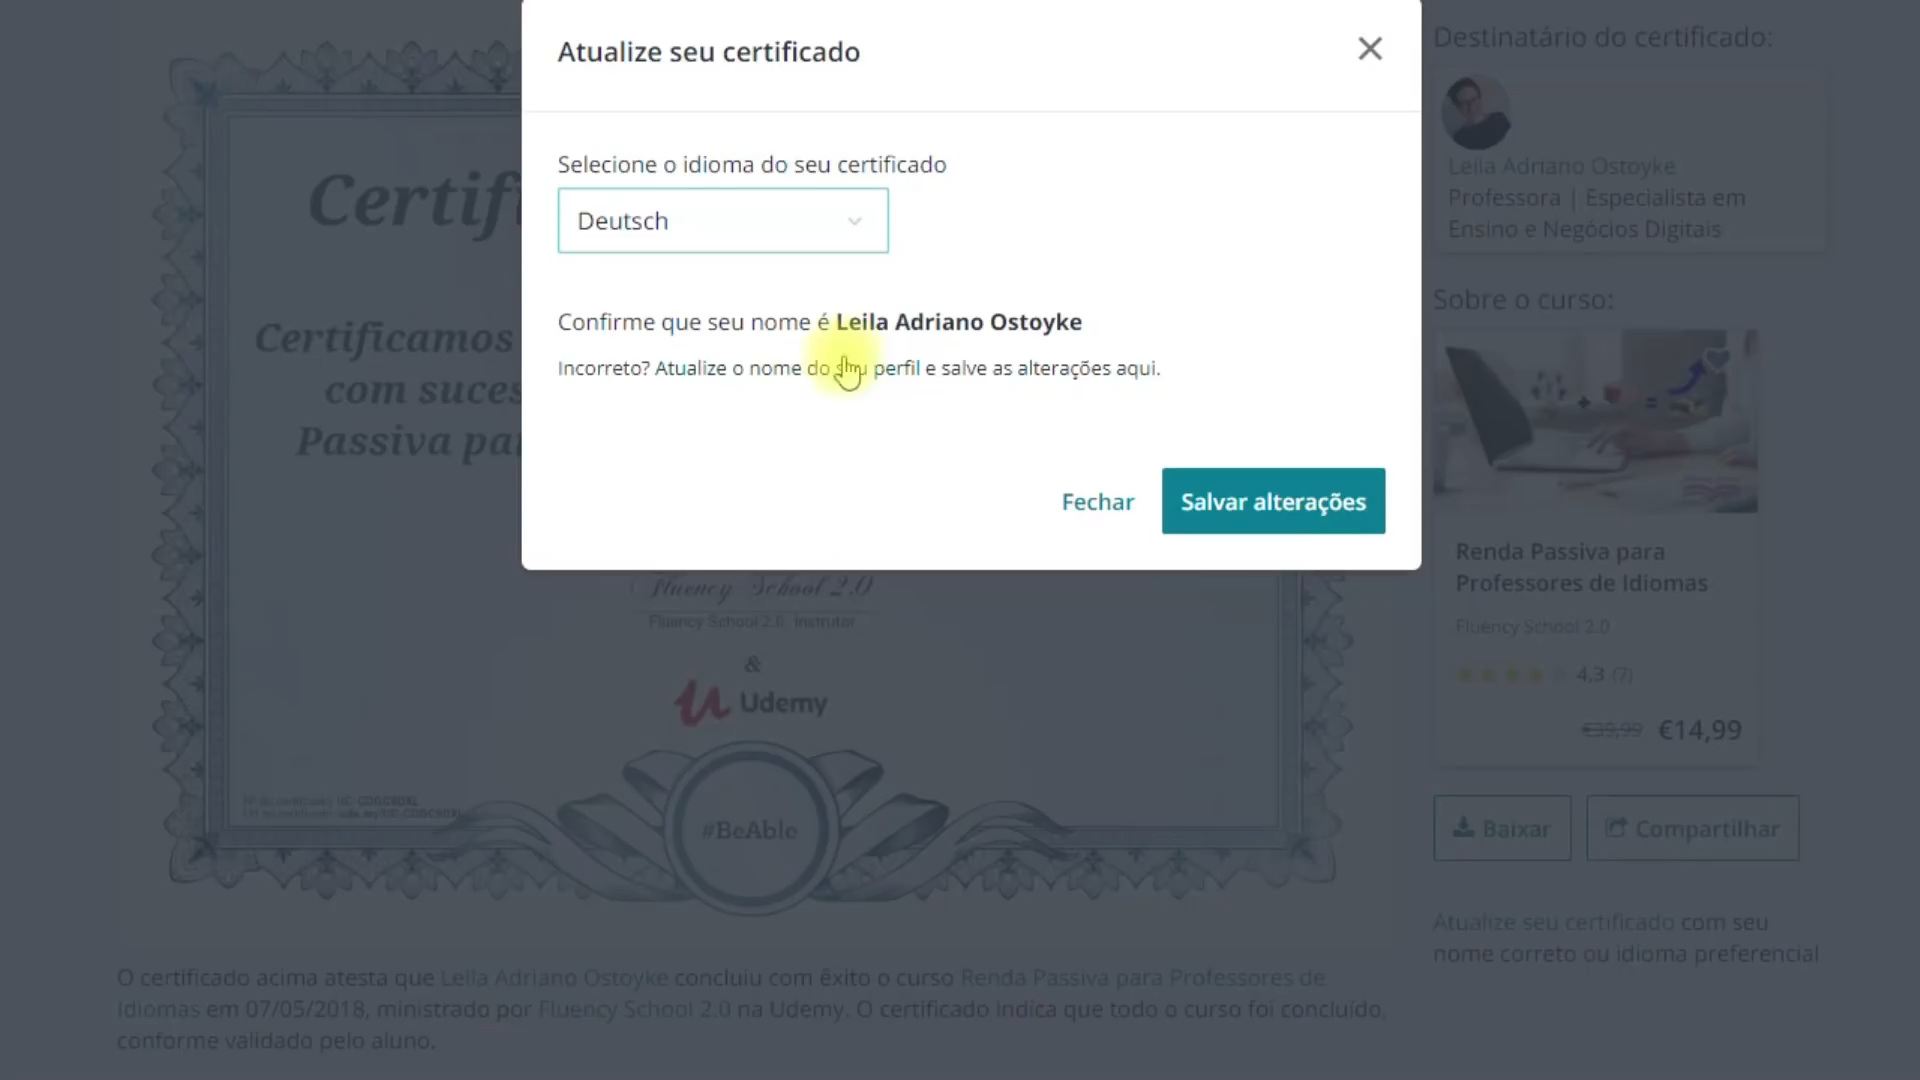 Atualize seu certificado
Selecione o idioma do seu certificado
Deutsch
Confirme que seu nome é Leila Adriano Ostoyke
Incorreto? Atualize o nome do seu perfil e salve as alterações aqui.
Fechar
Salvar alterações
Certif
Certificamos
com suces
Passiva pa
Fluency School 2.0
Fluency School 2.0, Instrutor
&
Udemy
#BeAble
O certificado acima atesta que Leila Adriano Ostoyke concluiu com êxito o curso Renda Passiva para Professores de
Idiomas em 07/05/2018, ministrado por Fluency School 2.0 na Udemy. O certificado indica que todo o curso foi concluído,
conforme validado pelo aluno.
Destinatário do certificado:
Leila Adriano Ostoyke
Professora | Especialista em
Ensino e Negócios Digitais
Sobre o curso:
Renda Passiva para
Professores de Idiomas
Fluency School 2.0
4,3 (7)
€39,99 €14,99
Baixar
Compartilhar
Atualize seu certificado com seu
nome correto ou idioma preferencial